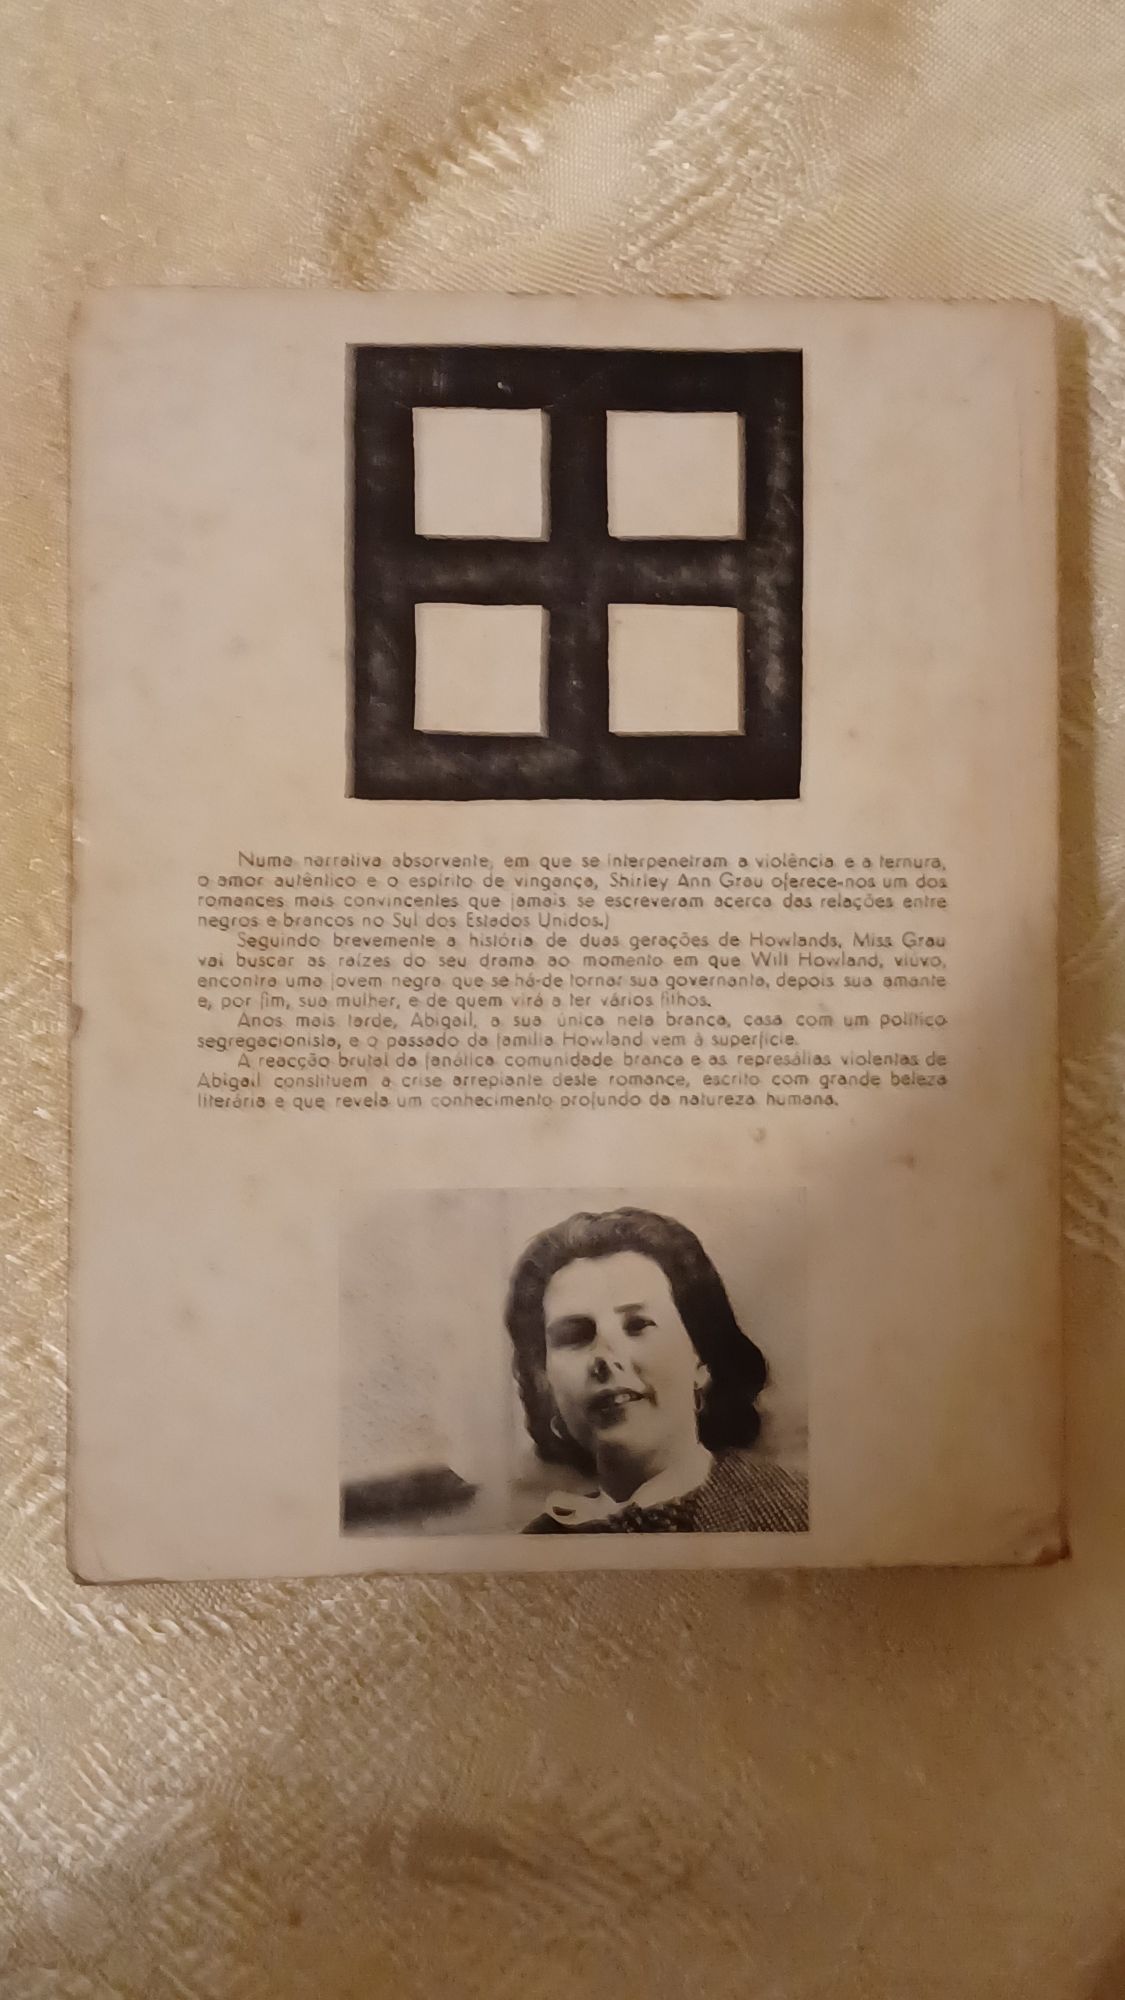 Numa narrativa absorvente, em que se interpenetram a violência e a ternura,
o amor autêntico e o espírito de vingança, Shirley Ann Grau oferece-nos um dos
romances mais convincentes que jamais se escreveram acerca das relações entre
negros e brancos no Sul dos Estados Unidos.)
Seguindo brevemente a história de duas gerações de Howlands, Miss Grau
vai buscar as raízes do seu drama ao momento em que Will Howland, viúvo,
encontra uma jovem negra que se há-de tornar sua governanta, depois sua amante
e, por fim, sua mulher, e de quem virá a ter vários filhos.
Anos mais tarde, Abigail, a sua única neta branca, casa com um político
segregacionista, e o passado da família Howland vem à superfície.
A reacção brutal da fanática comunidade branca e as represálias violentas de
Abigail constituem a crise arrepiante deste romance, escrito com grande beleza
literária e que revela um conhecimento profundo da natureza humana.